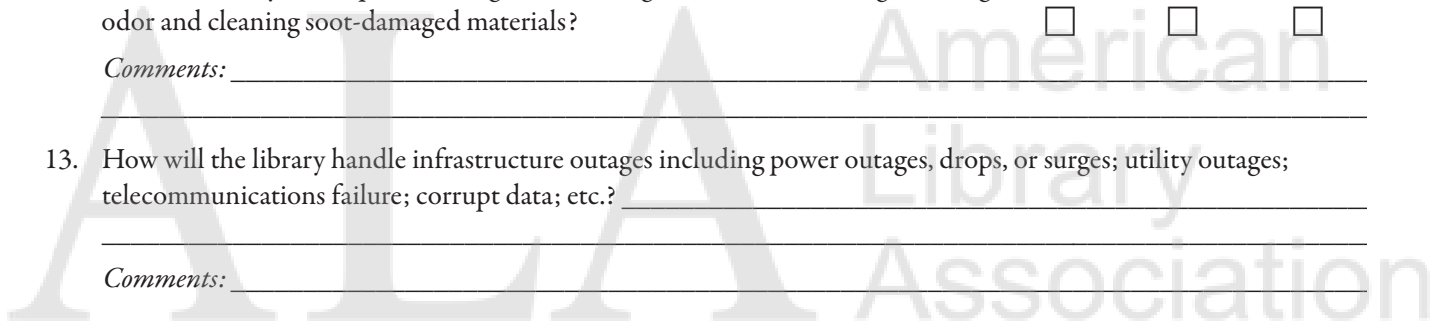 odor and cleaning soot-damaged materials?
Comments:
13. How will the library handle infrastructure outages including power outages, drops, or surges; utility outages;
telecommunications failure; corrupt data; etc.?
Comments:
ALA American
Library
Association